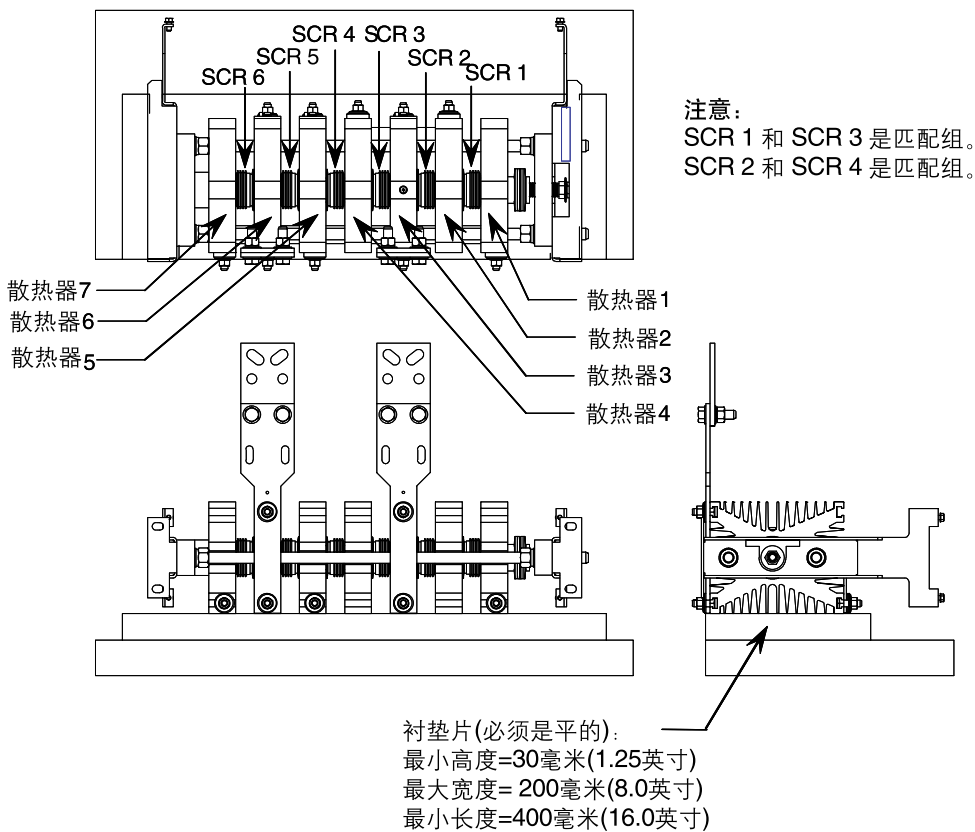 SCR 4 SCR 3
SCR 5 SCR 2
SCR 6 SCR 1
注意：
SCR 1 和 SCR 3 是匹配组。
SCR 2 和 SCR 4 是匹配组。
散热器7
散热器6
散热器5
散热器1
散热器2
散热器3
散热器4
衬垫片(必须是平的)：
最小高度=30毫米(1.25英寸)
最大宽度= 200毫米(8.0英寸)
最小长度=400毫米(16.0英寸)